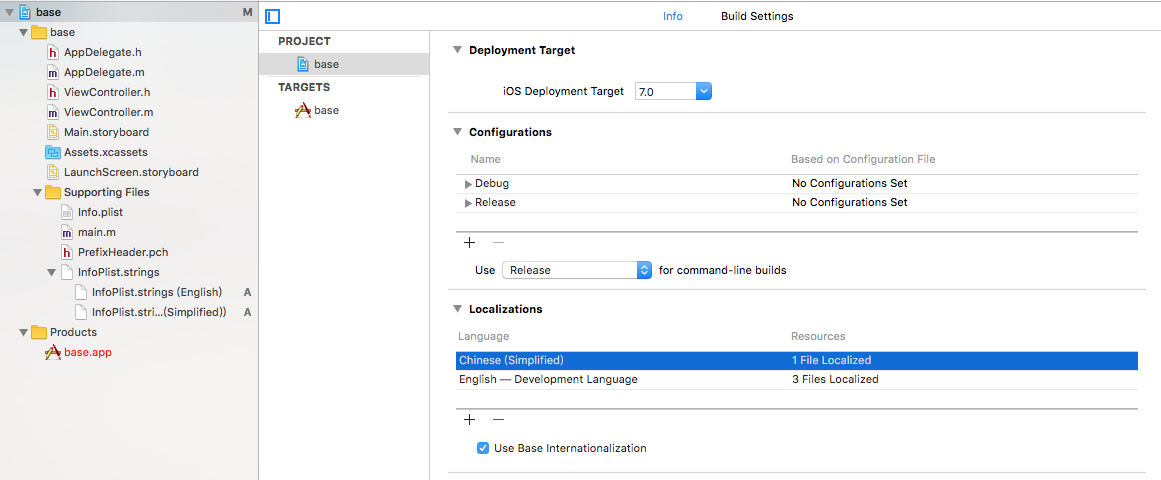 base M
base
AppDelegate.h
AppDelegate.m
ViewController.h
ViewController.m
Main.storyboard
Assets.xcassets
LaunchScreen.storyboard
Supporting Files
Info.plist
main.m
PrefixHeader.pch
InfoPlist.strings
InfoPlist.strings (English) A
InfoPlist.stri...(Simplified)) A
Products
base.app
PROJECT
base
TARGETS
base
Info Build Settings
Deployment Target
iOS Deployment Target 7.0
Configurations
Name Based on Configuration File
Debug No Configurations Set
Release No Configurations Set
Use Release for command-line builds
Localizations
Language Resources
Chinese (Simplified) 1 File Localized
English — Development Language 3 Files Localized
Use Base Internationalization